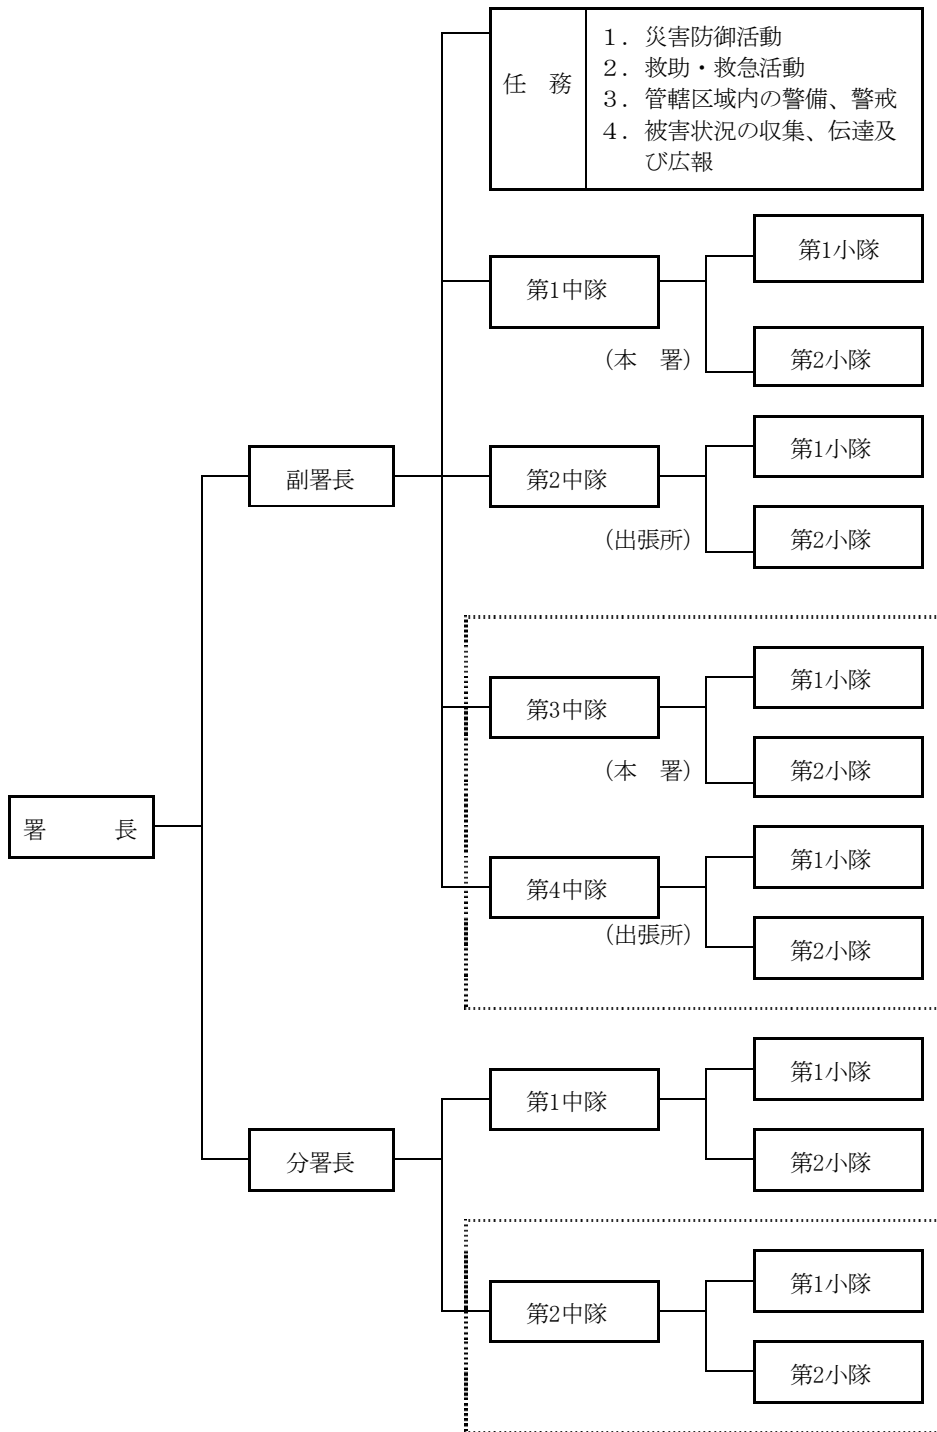 任　務
１．災害防御活動
２．救助・救急活動
３．管轄区域内の警備、警戒
４．被害状況の収集、伝達及
び広報
第1小隊
第1中隊
（本　署）
第2小隊
第1小隊
副署長
第2中隊
（出張所）
第2小隊
第1小隊
第3中隊
（本　署）
第2小隊
署　　　長
第1小隊
第4中隊
（出張所）
第2小隊
第1小隊
第1中隊
分署長
第2小隊
第1小隊
第2中隊
第2小隊